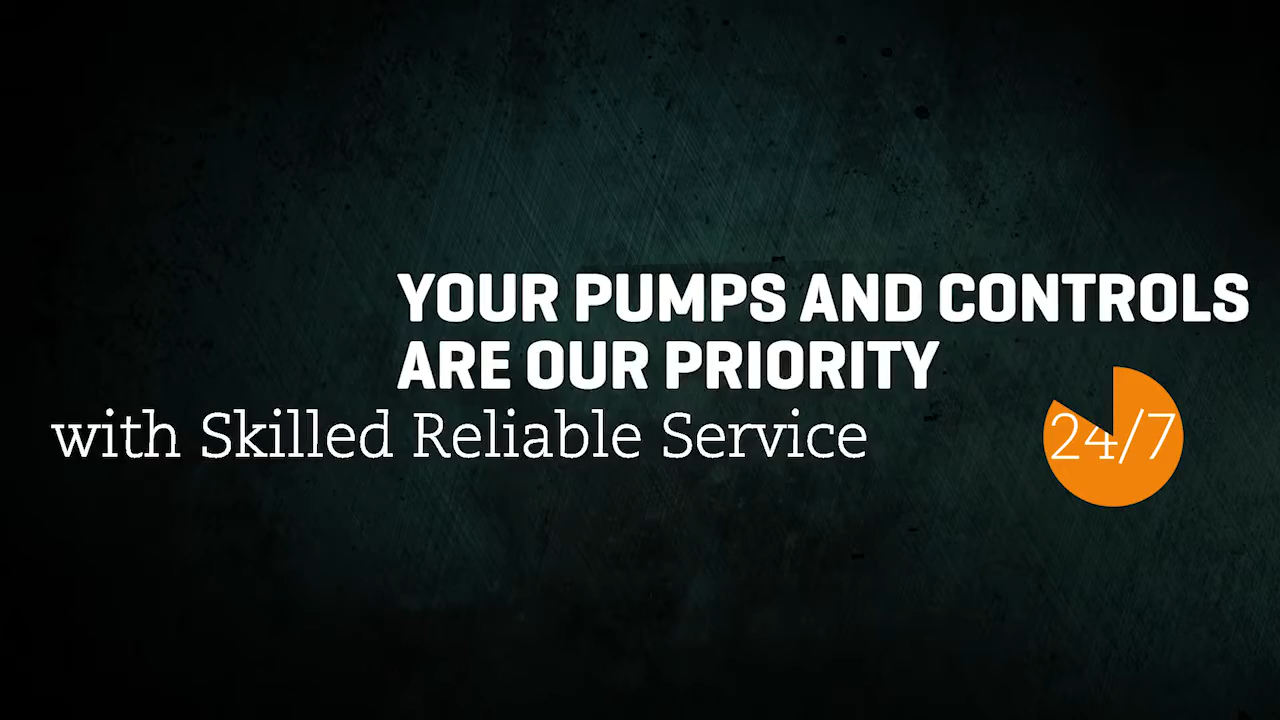 YOUR PUMPS AND CONTROLS
ARE OUR PRIORITY
with Skilled Reliable Service
24/7